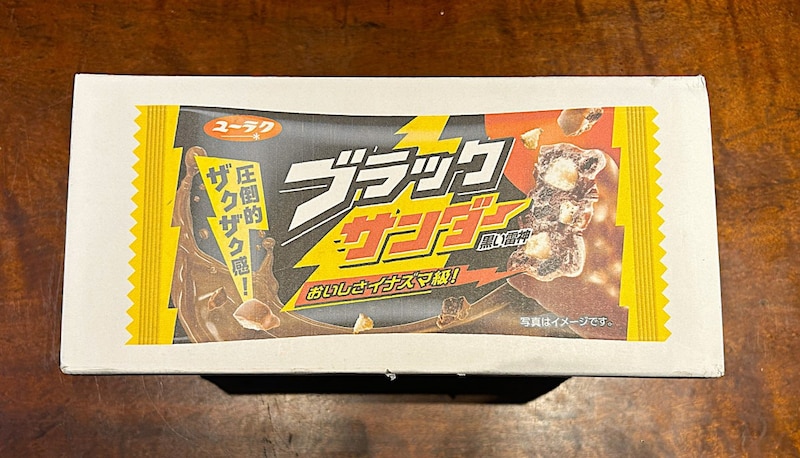 ユーラク
圧倒的
ザクザク感!
ブラック
サンダー
黒い雷神
おいしさイナズマ級!
写真はイメージです。